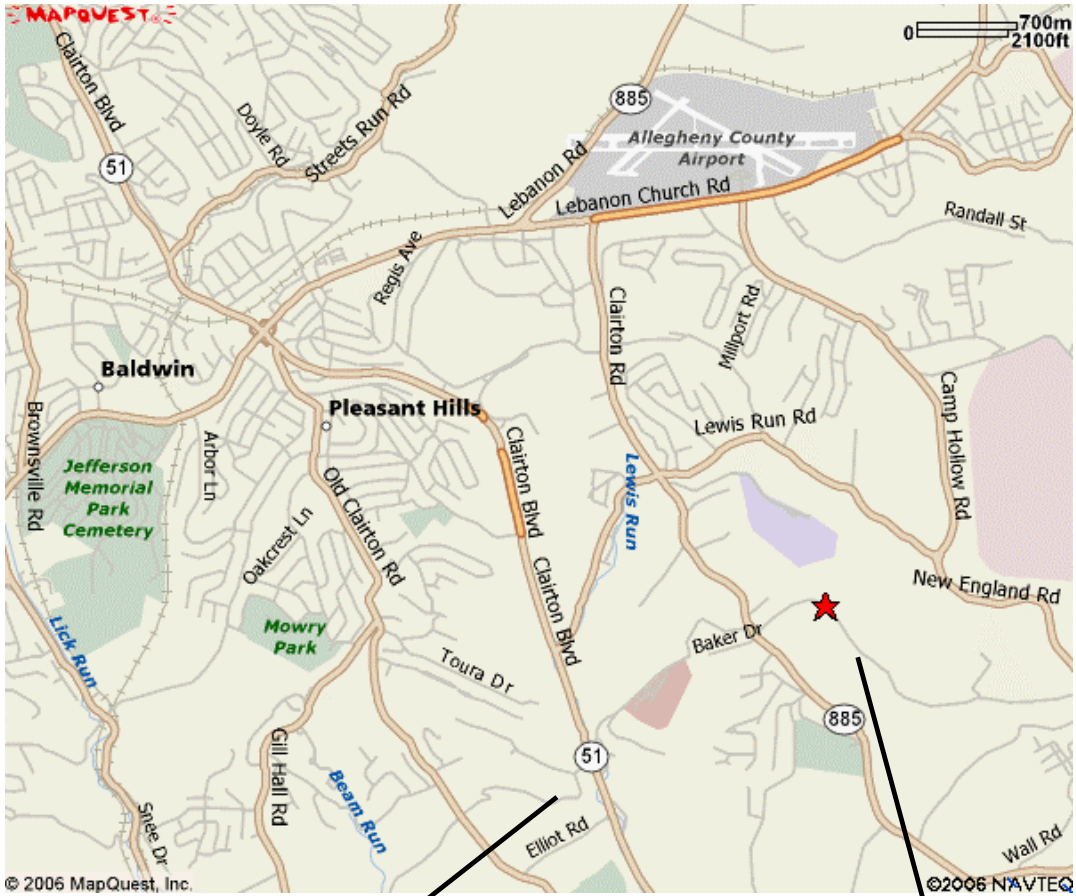 MAPQUEST
0 700m
2100ft
Clairton Blvd
51
Doyle Rd
Streets Run Rd
885
Allegheny County
Airport
Lebanon Rd
Lebanon Church Rd
Randall St
Regis Ave
Clairton Rd
Millport Rd
Baldwin
Pleasant Hills
Camp Hollow Rd
Brownsville Rd
Arbor Ln
Lewis Run Rd
Jefferson
Memorial
Park
Cemetery
Old Clairton Rd
Clairton Blvd
Lewis Run
Oakcrest Ln
Clairton Blvd
New England Rd
Lick Run
Mowry
Park
Baker Dr
Toura Dr
885
51
Gill Hall Rd
Beam Run
Snee Dr
Elliot Rd
Wall Rd
© 2006 MapQuest, Inc.
©2006 NAVTEQ